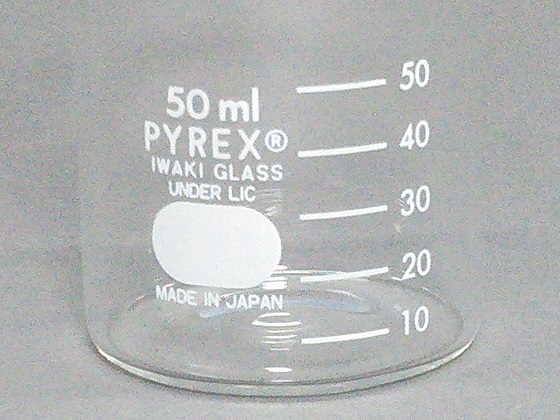 50 ml
PYREX®
IWAKI GLASS
UNDER LIC
MADE IN JAPAN
50
40
30
20
10